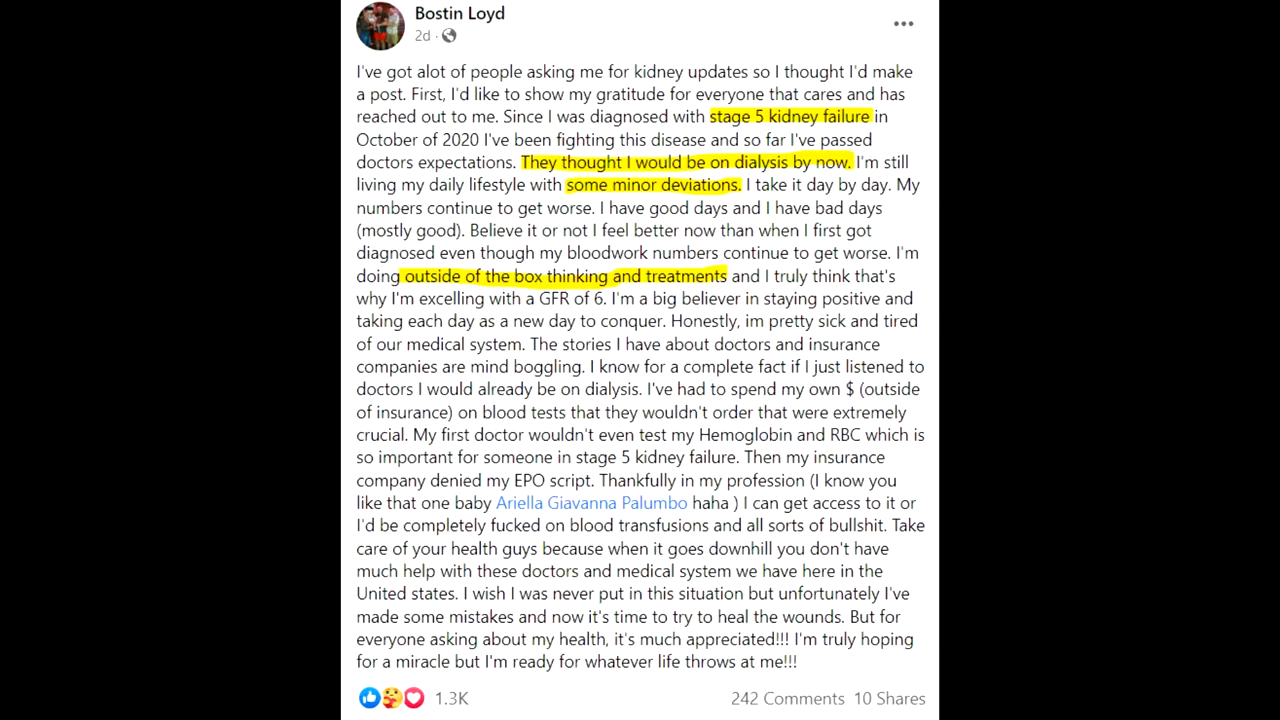 Bostin Loyd
2d ·
I've got alot of people asking me for kidney updates so I thought I'd make
a post. First, I'd like to show my gratitude for everyone that cares and has
reached out to me. Since I was diagnosed with stage 5 kidney failure in
October of 2020 I've been fighting this disease and so far I've passed
doctors expectations. They thought I would be on dialysis by now. I'm still
living my daily lifestyle with some minor deviations. I take it day by day. My
numbers continue to get worse. I have good days and I have bad days
(mostly good). Believe it or not I feel better now than when I first got
diagnosed even though my bloodwork numbers continue to get worse. I'm
doing outside of the box thinking and treatments and I truly think that's
why I'm excelling with a GFR of 6. I'm a big believer in staying positive and
taking each day as a new day to conquer. Honestly, im pretty sick and tired
of our medical system. The stories I have about doctors and insurance
companies are mind boggling. I know for a complete fact if I just listened to
doctors I would already be on dialysis. I've had to spend my own $ (outside
of insurance) on blood tests that they wouldn't order that were extremely
crucial. My first doctor wouldn't even test my Hemoglobin and RBC which is
so important for someone in stage 5 kidney failure. Then my insurance
company denied my EPO script. Thankfully in my profession (I know you
like that one baby Ariella Giavanna Palumbo haha ) I can get access to it or
I'd be completely fucked on blood transfusions and all sorts of bullshit. Take
care of your health guys because when it goes downhill you don't have
much help with these doctors and medical system we have here in the
United states. I wish I was never put in this situation but unfortunately I've
made some mistakes and now it's time to try to heal the wounds. But for
everyone asking about my health, it's much appreciated!!! I'm truly hoping
for a miracle but I'm ready for whatever life throws at me!!!
1.3K 242 Comments 10 Shares